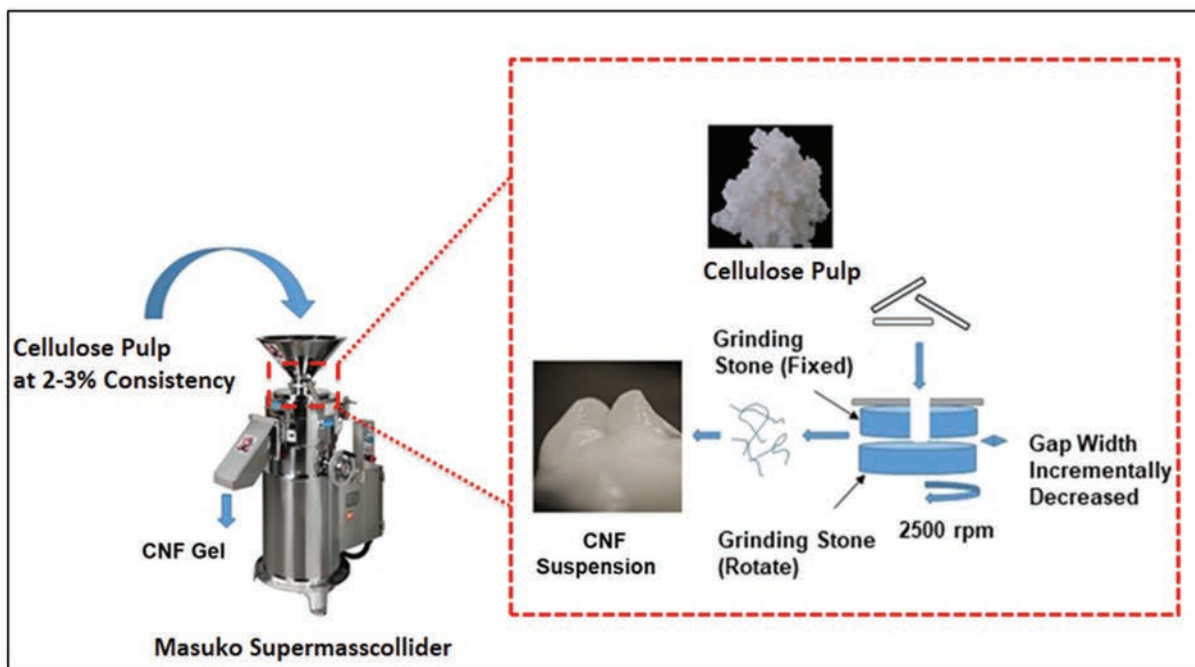 Cellulose Pulp
at 2-3% Consistency
CNF Gel
Masuko Supermasscollider
Cellulose Pulp
Grinding
Stone (Fixed)
Gap Width
Incrementally
Decreased
2500 rpm
Grinding Stone
(Rotate)
CNF
Suspension